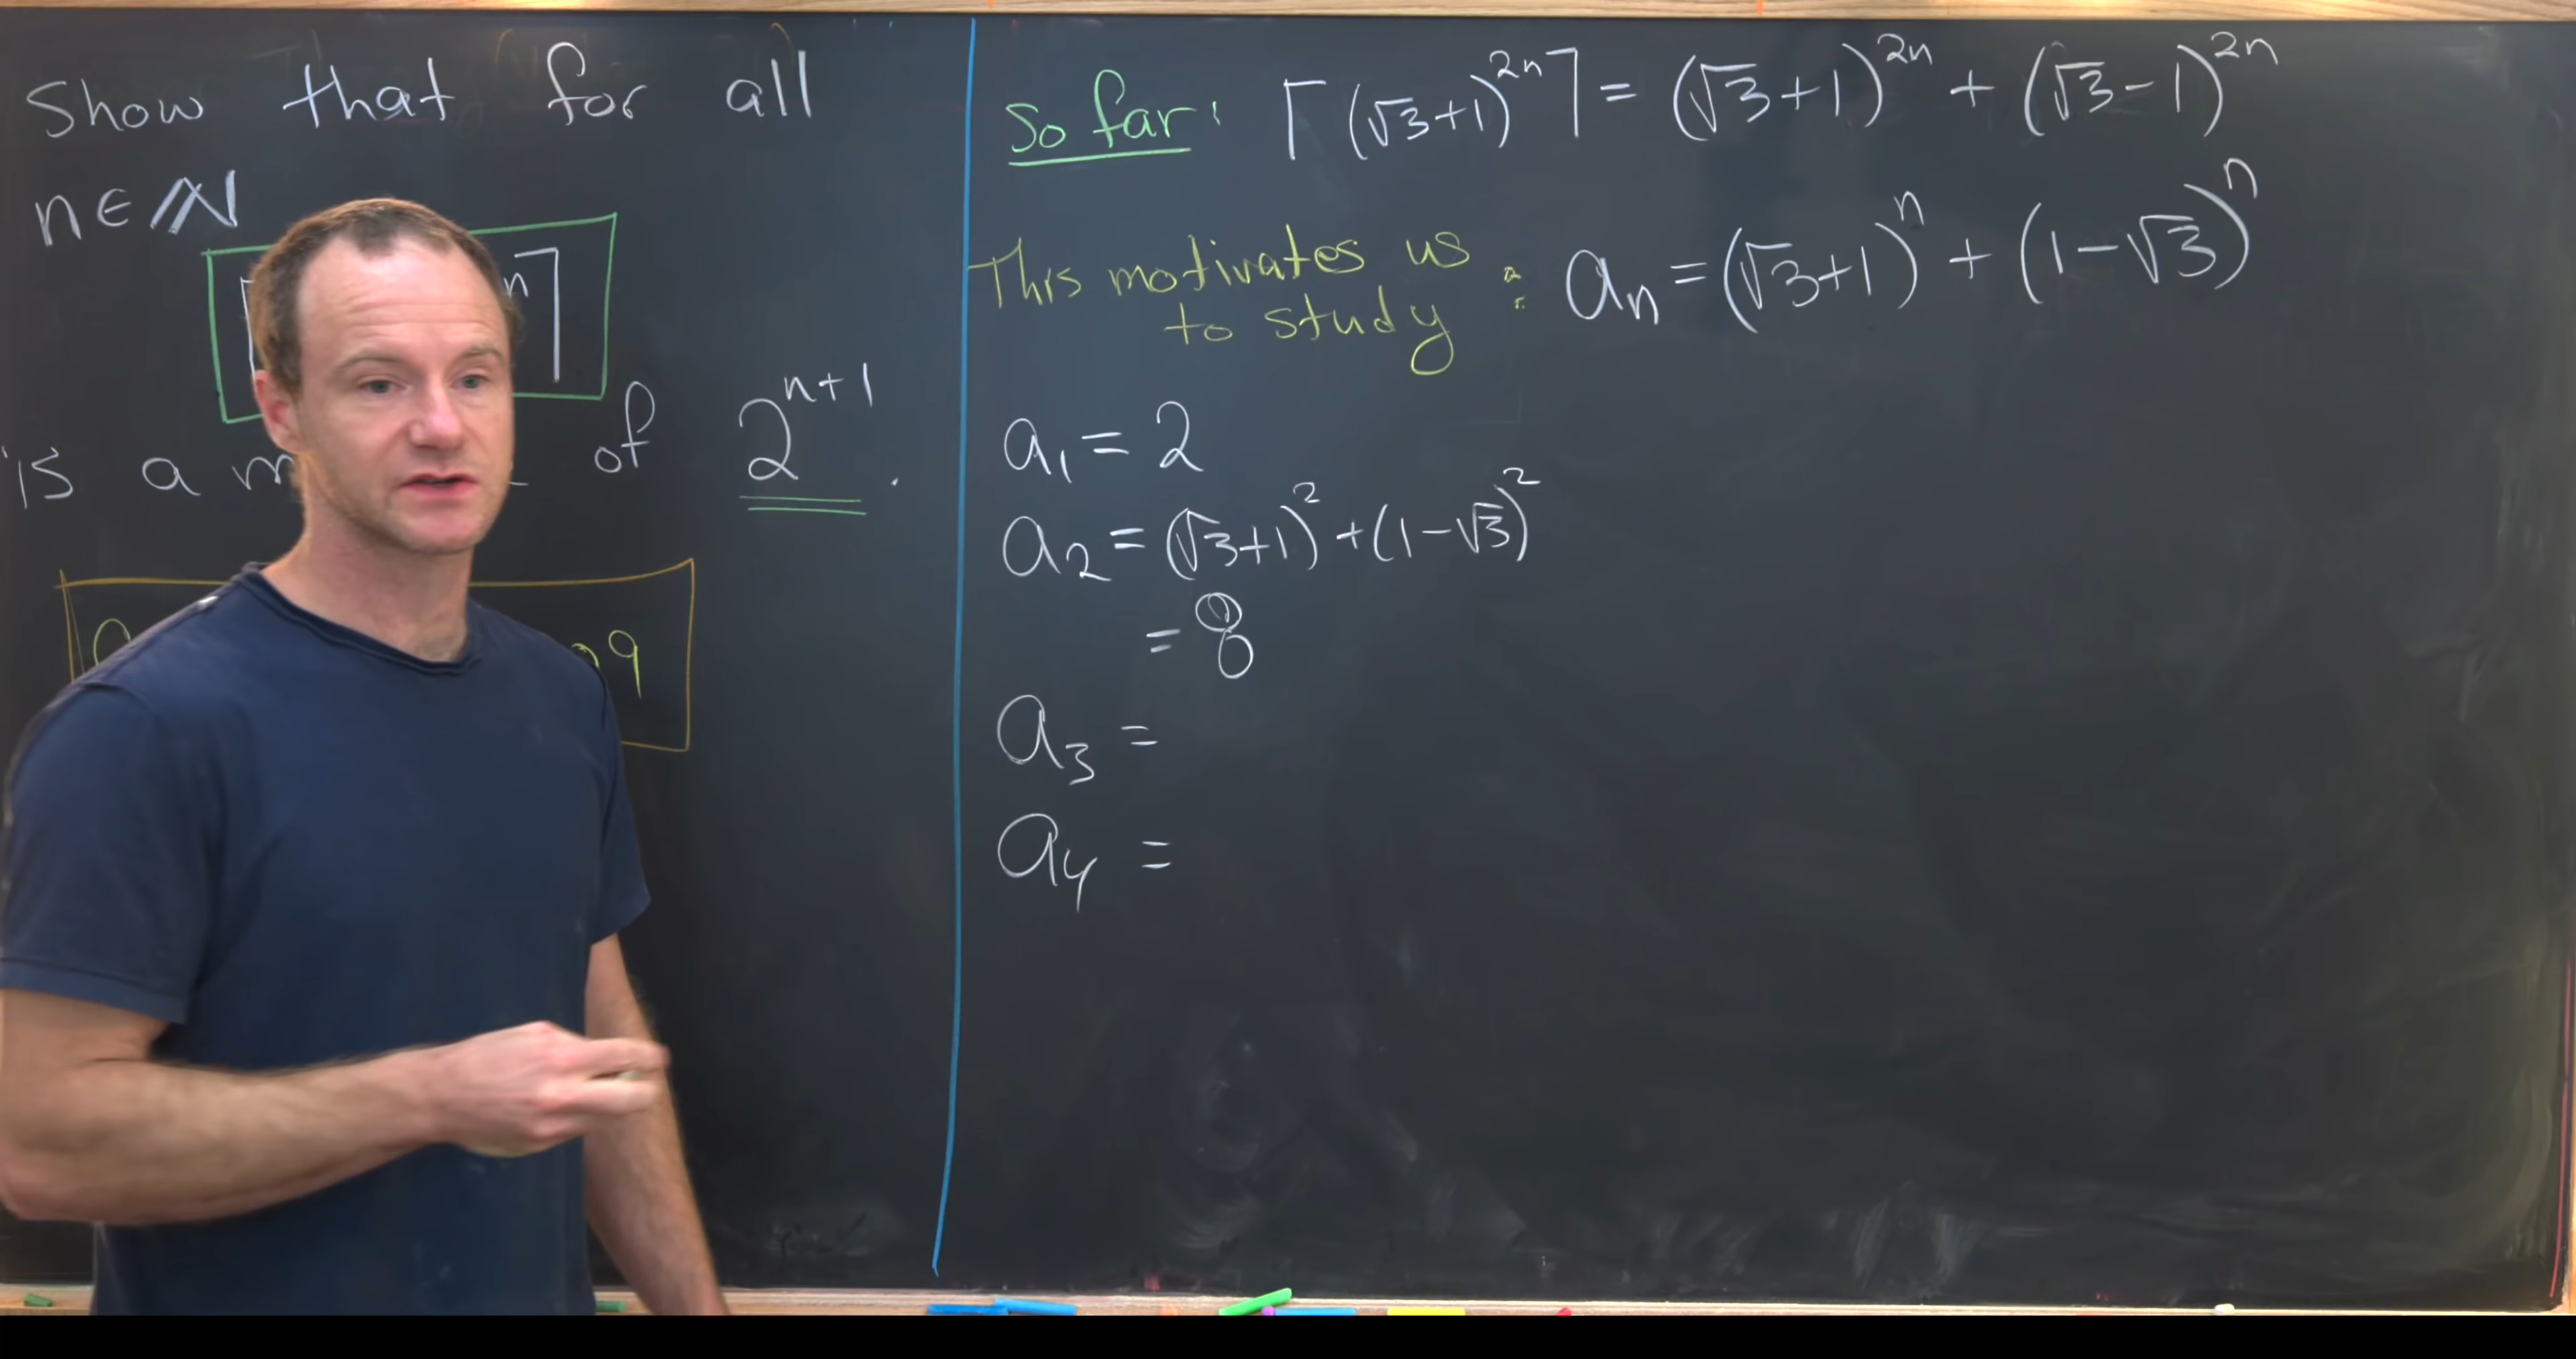 Show that for all
n ∈ ℕ
n⌉
is a of 2^{n+1}.
09
So far: ⌈(√3+1)^{2n}⌉ = (√3+1)^{2n} + (√3-1)^{2n}
This motivates us
to study : a_n = (√3+1)^n + (1-√3)^n
a_1 = 2
a_2 = (√3+1)^2 + (1-√3)^2
= 8
a_3 =
a_4 =